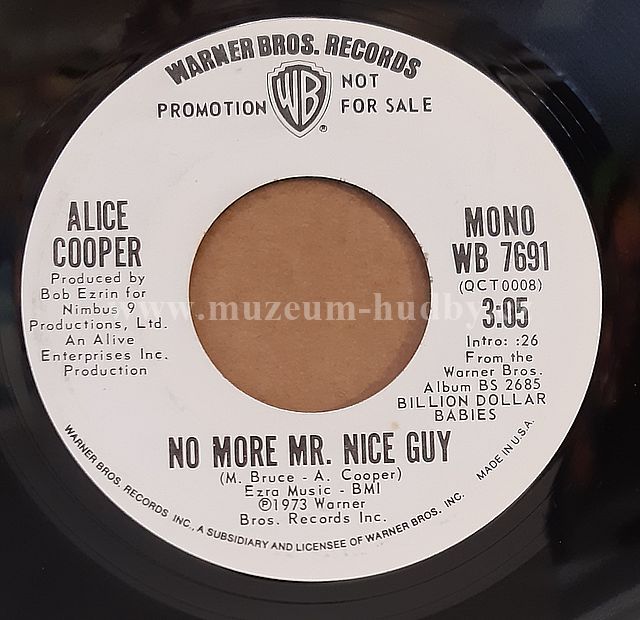 WARNER BROS. RECORDS
PROMOTION
WB
®
NOT
FOR SALE
ALICE
COOPER
Produced by
Bob Ezrin for
Nimbus 9
Productions, Ltd.
An Alive
Enterprises Inc.
Production
MONO
WB 7691
(QCT0008)
3:05
Intro: :26
From the
Warner Bros.
Album BS 2685
BILLION DOLLAR
BABIES
NO MORE MR. NICE GUY
(M. Bruce - A. Cooper)
Ezra Music - BMI
℗1973 Warner
Bros. Records Inc.
WARNER BROS. RECORDS INC., A SUBSIDIARY AND LICENSEE OF WARNER BROS. INC.
MADE IN U.S.A.